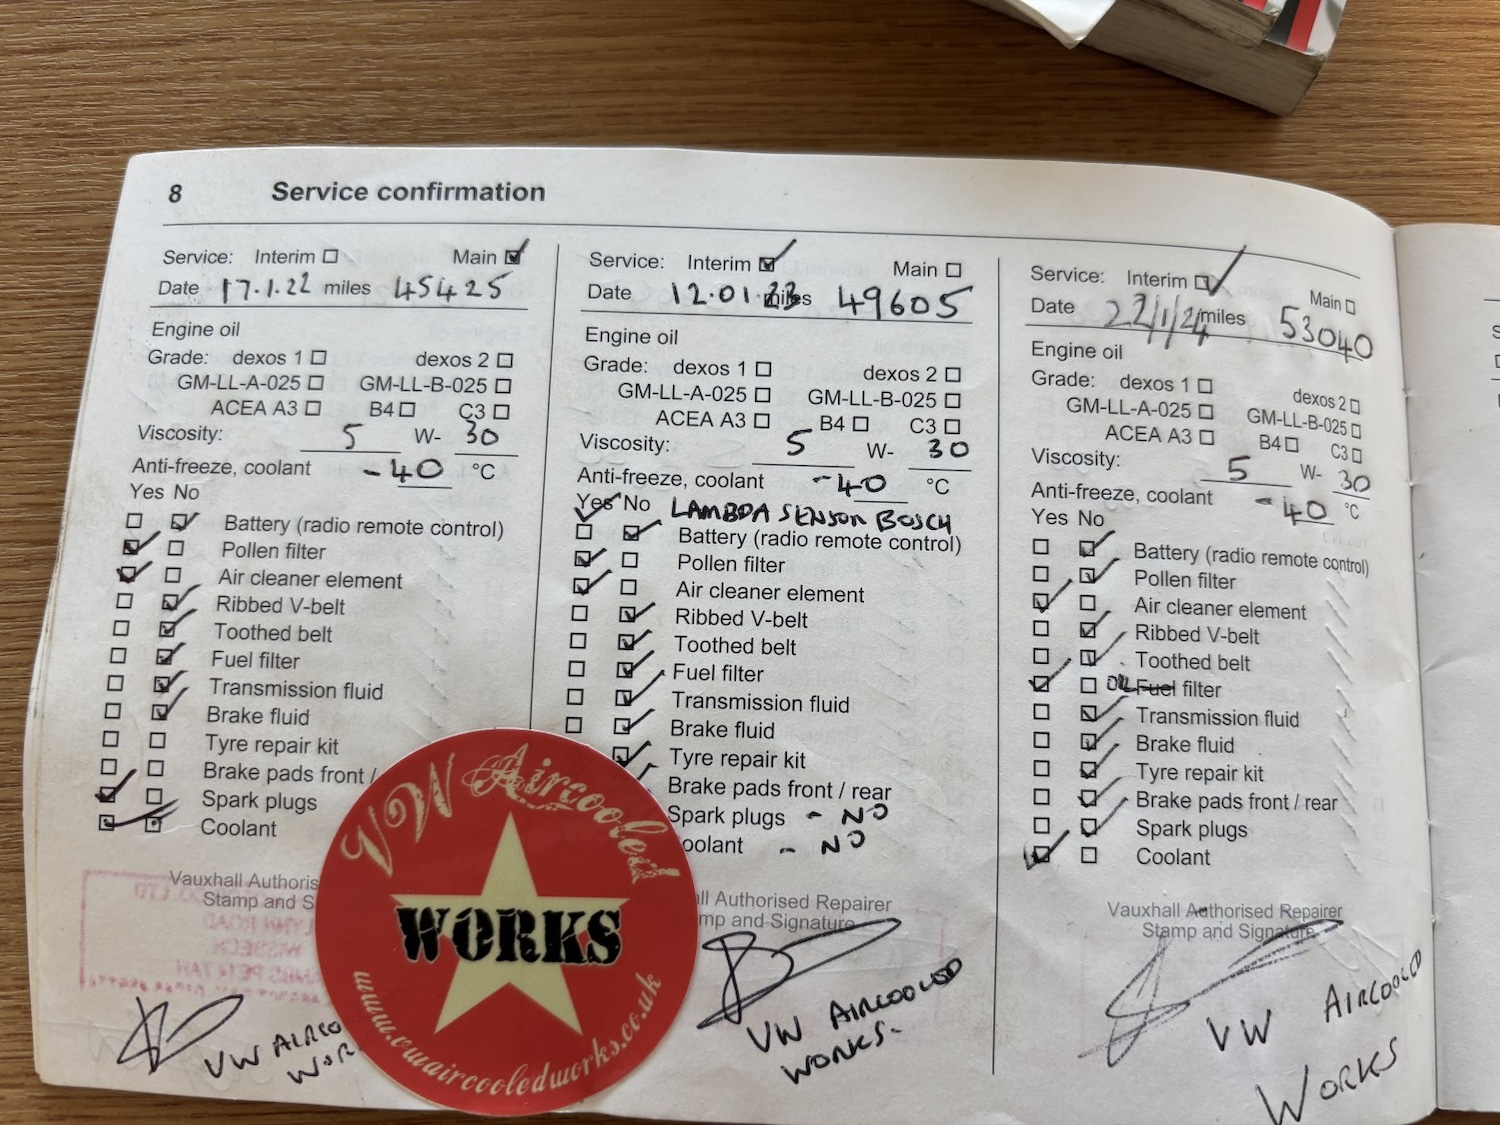 8 Service confirmation
Service: Interim Main
Date 17.1.22 miles 45425
Engine oil
Grade: dexos 1 dexos 2
GM-LL-A-025 GM-LL-B-025
ACEA A3 B4 C3
Viscosity: 5 W- 30
Anti-freeze, coolant -40 °C
Yes No
Battery (radio remote control)
Pollen filter
Air cleaner element
Ribbed V-belt
Toothed belt
Fuel filter
Transmission fluid
Brake fluid
Tyre repair kit
Brake pads front /
Spark plugs
Coolant
Vauxhall Authoris
Stamp and S
VW AIRCO
WOR
Service: Interim Main
Date 12.01.23 miles 49605
Engine oil
Grade: dexos 1 dexos 2
GM-LL-A-025 GM-LL-B-025
ACEA A3 B4 C3
Viscosity: 5 W- 30
Anti-freeze, coolant -40 °C
Yes No LAMBDA SENSOR BOSCH
Battery (radio remote control)
Pollen filter
Air cleaner element
Ribbed V-belt
Toothed belt
Fuel filter
Transmission fluid
Brake fluid
Tyre repair kit
Brake pads front / rear
Spark plugs - NO
oolant - NO
ll Authorised Repairer
mp and Signature
VW AIRCOOLED
WORKS-
Service: Interim Main
Date 22/1/24 miles 53040
Engine oil
Grade: dexos 1 dexos 2
GM-LL-A-025 GM-LL-B-025
ACEA A3 B4 C3
Viscosity: 5 W- 30
Anti-freeze, coolant -40 °C
Yes No
Battery (radio remote control)
Pollen filter
Air cleaner element
Ribbed V-belt
Toothed belt
OIL Fuel filter
Transmission fluid
Brake fluid
Tyre repair kit
Brake pads front / rear
Spark plugs
Coolant
Vauxhall Authorised Repairer
Stamp and Signature
VW AIRCOOLED
WORKS
VW Aircooled
WORKS
www.vwaircooledworks.co.uk